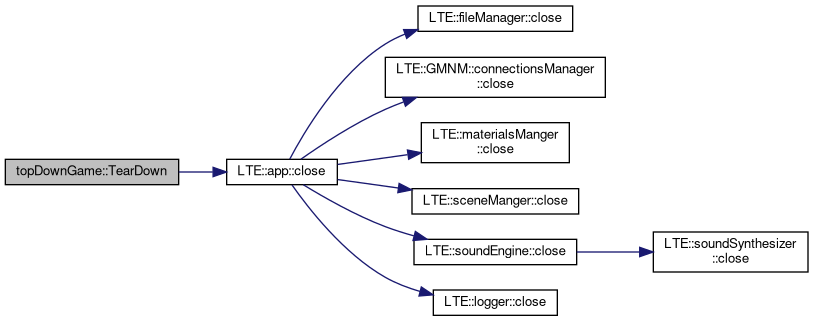 LTE::fileManager::close
LTE::GMNM::connectionsManager
::close
LTE::materialsManger
::close
topDownGame::TearDown
LTE::app::close
LTE::sceneManger::close
LTE::soundEngine::close
LTE::soundSynthesizer
::close
LTE::logger::close